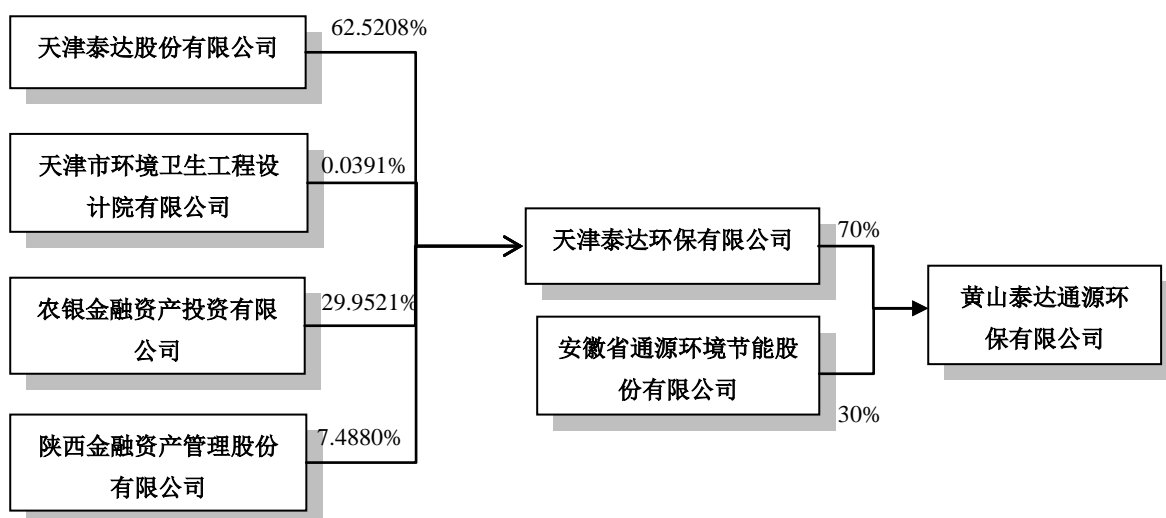 天津泰达股份有限公司
62.5208%
天津市环境卫生工程设
计院有限公司
0.0391%
农银金融资产投资有限
公司
29.9521%
陕西金融资产管理股份
有限公司
7.4880%
天津泰达环保有限公司
70%
安徽省通源环境节能股
份有限公司
30%
黄山泰达通源环
保有限公司